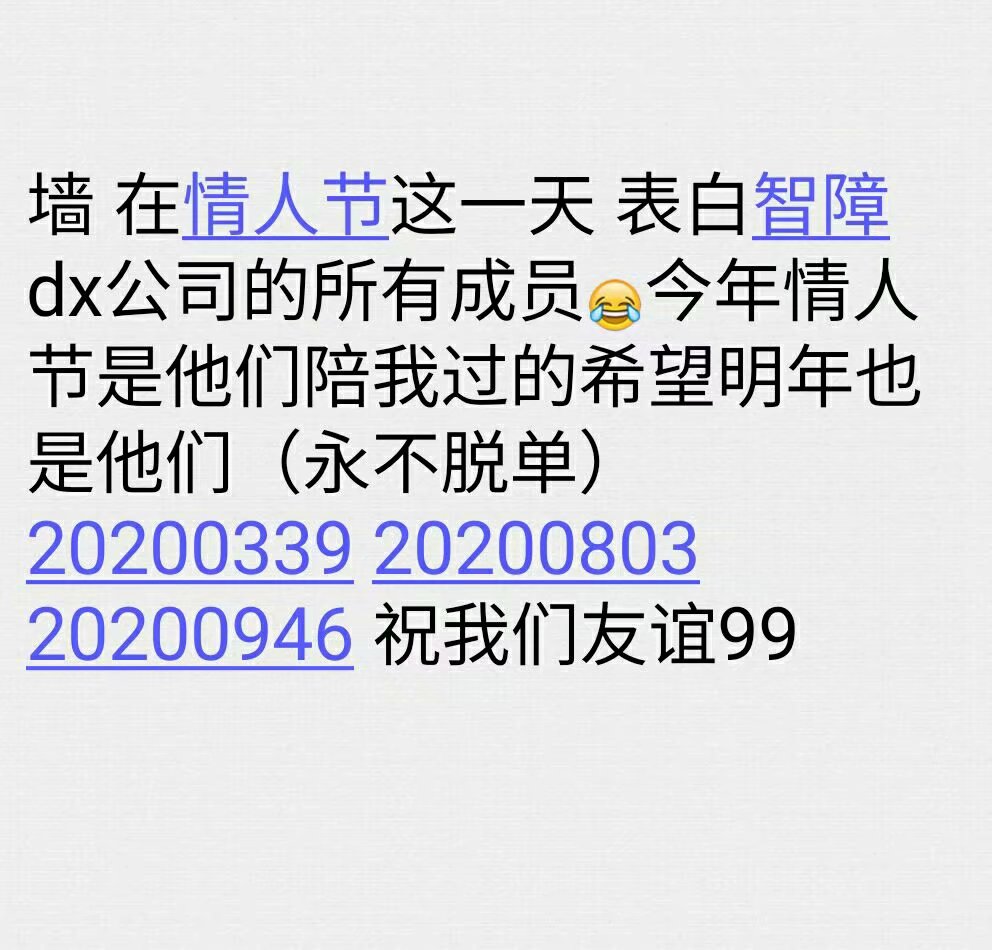 墙 在情人节这一天 表白智障
dx公司的所有成员😂今年情人
节是他们陪我过的希望明年也
是他们（永不脱单）
20200339 20200803
20200946 祝我们友谊99